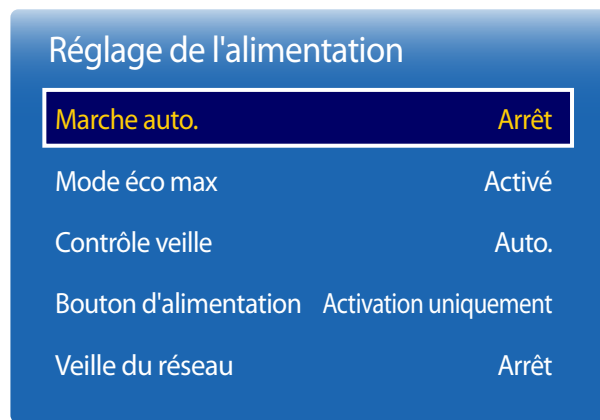 Réglage de l'alimentation
Marche auto. Arrêt
Mode éco max Activé
Contrôle veille Auto.
Bouton d'alimentation Activation uniquement
Veille du réseau Arrêt